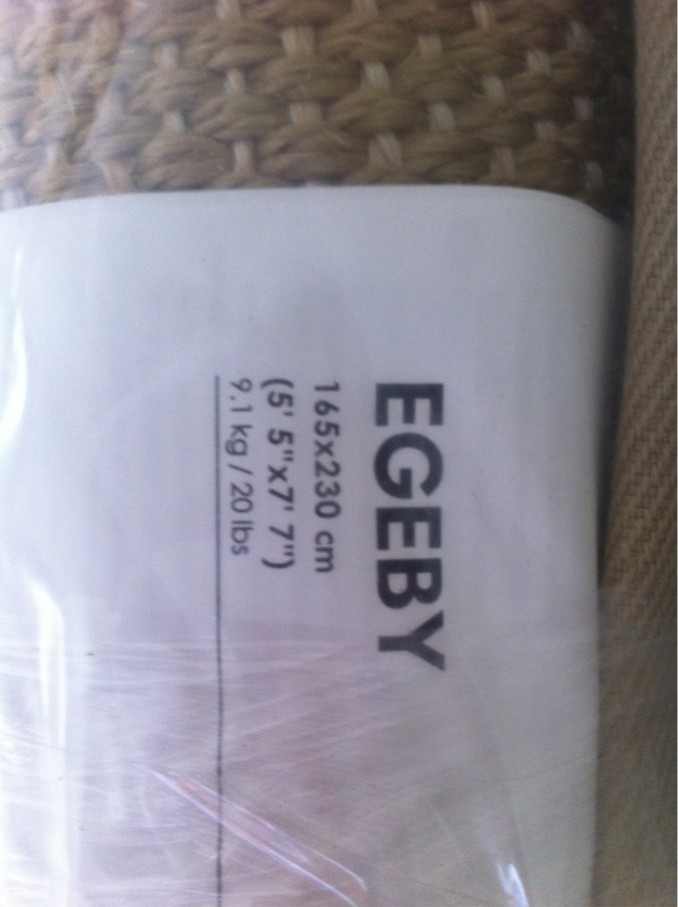 EGEBY
165x230 cm
(5' 5"x7' 7")
9.1 kg / 20 lbs